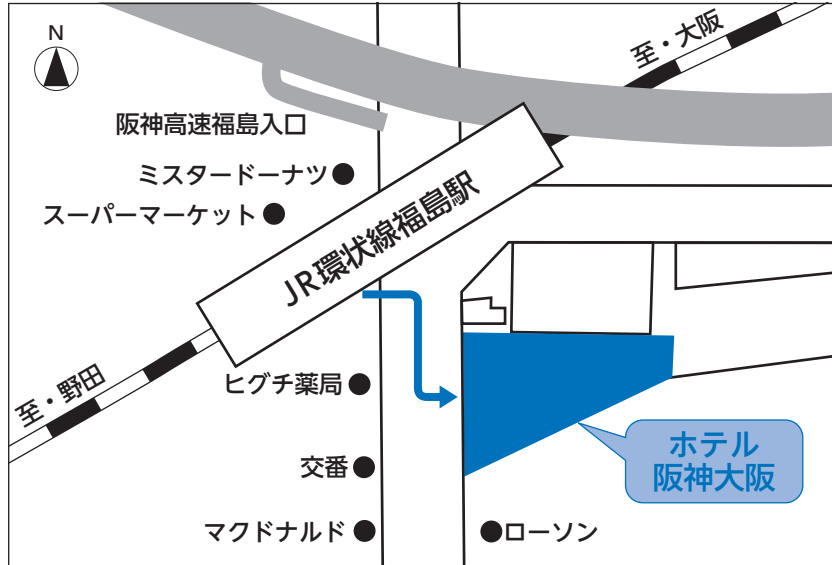 N
至・大阪
阪神高速福島入口
ミスタードーナツ
スーパーマーケット
JR環状線福島駅
至・野田
ヒグチ薬局
ホテル
阪神大阪
交番
マクドナルド
ローソン